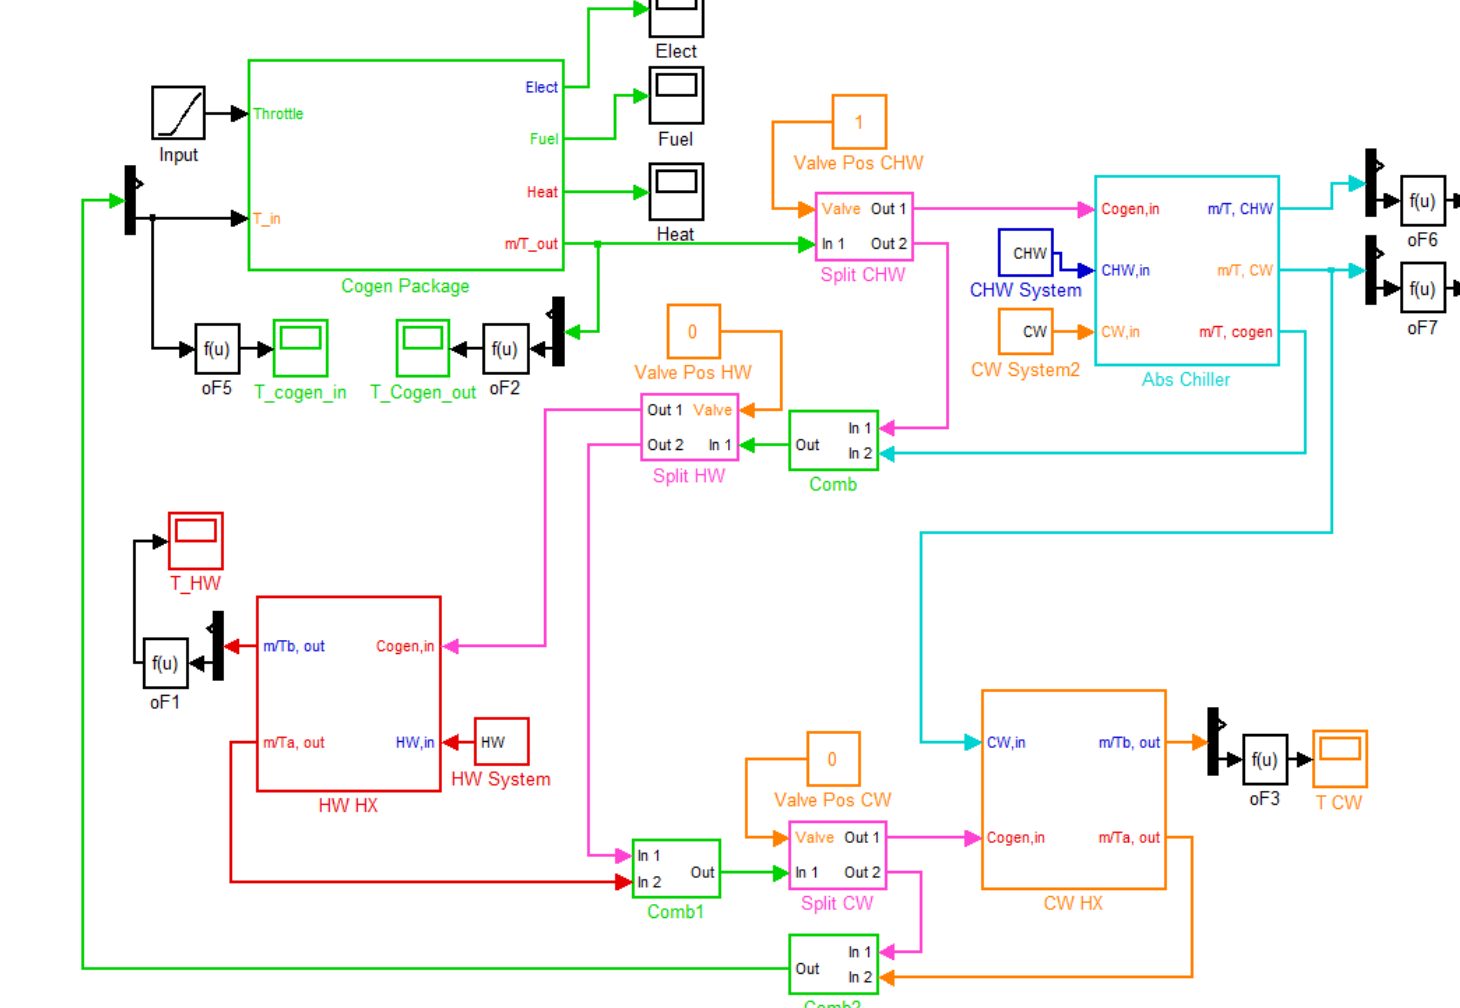 Elect
Throttle
Elect
Input
Fuel
Fuel
Heat
T_in
Heat
m/T_out
Cogen Package
1
Valve Pos CHW
Valve
Out 1
In 1
Out 2
Split CHW
Cogen,in
m/T, CHW
f(u)
oF6
CHW
CHW System
CHW,in
m/T, CW
f(u)
oF7
CW
CW System2
CW,in
m/T, cogen
Abs Chiller
f(u)
oF5
T_cogen_in
T_Cogen_out
f(u)
oF2
0
Valve Pos HW
Out 1
Valve
Out 2
In 1
Split HW
Out
In 1
In 2
Comb
T_HW
f(u)
oF1
m/Tb, out
Cogen,in
m/Ta, out
HW,in
HW HX
HW
HW System
0
Valve Pos CW
Valve
Out 1
In 1
Out 2
Split CW
CW,in
m/Tb, out
Cogen,in
m/Ta, out
CW HX
f(u)
oF3
T CW
In 1
In 2
Out
Comb1
Out
In 1
In 2
Comb2